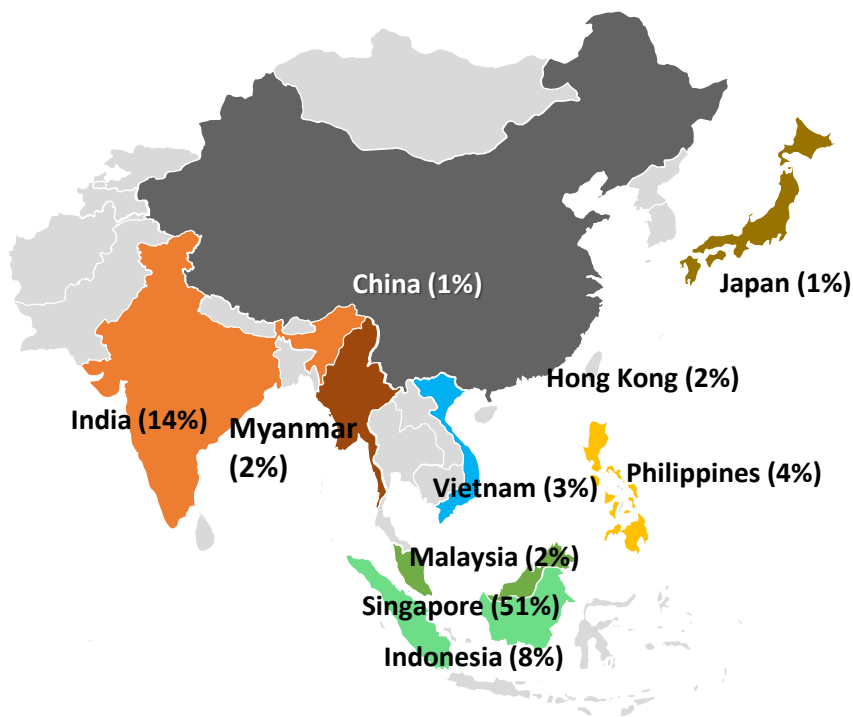 China (1%)
Japan (1%)
Hong Kong (2%)
India (14%)
Myanmar
(2%)
Philippines (4%)
Vietnam (3%)
Malaysia (2%)
Singapore (51%)
Indonesia (8%)